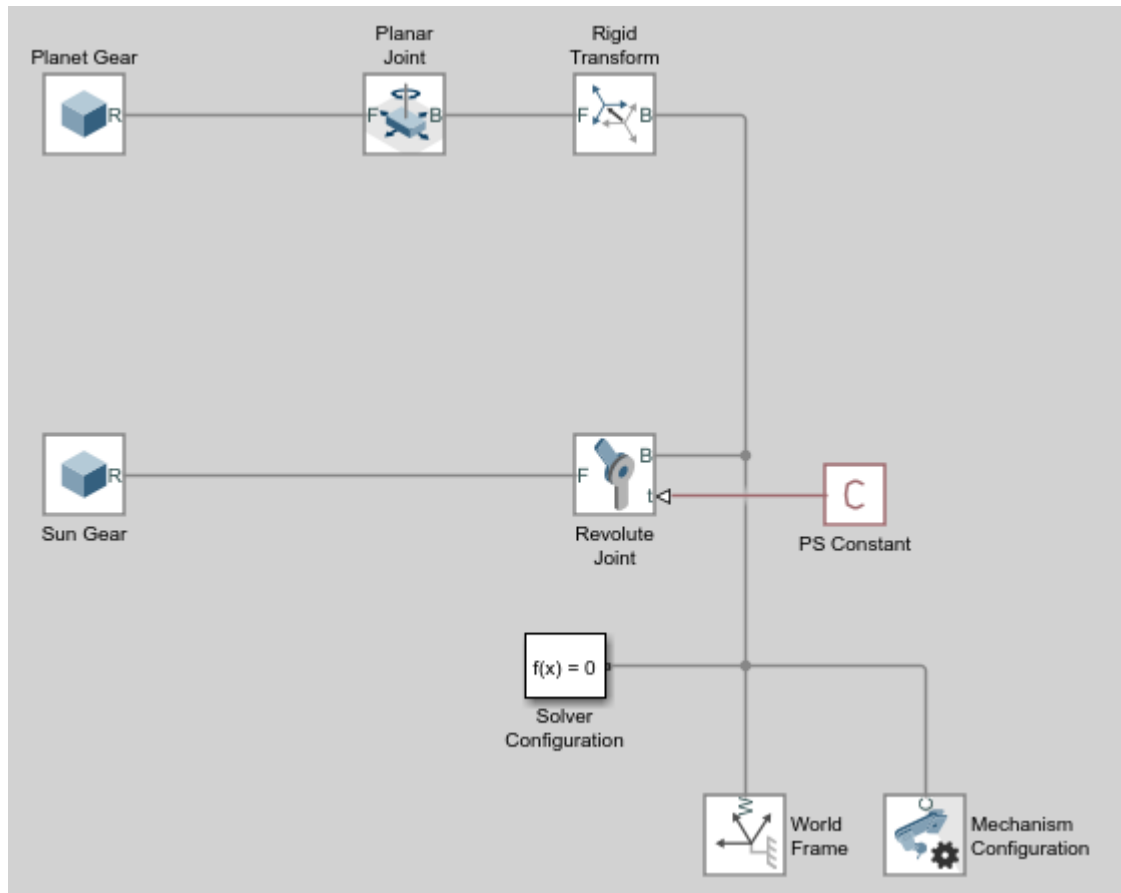 Planar
Joint
Rigid
Transform
Planet Gear
R
F
B
F
B
R
F
B
t
C
Sun Gear
Revolute
Joint
PS Constant
f(x) = 0
Solver
Configuration
W
World
Frame
C
Mechanism
Configuration